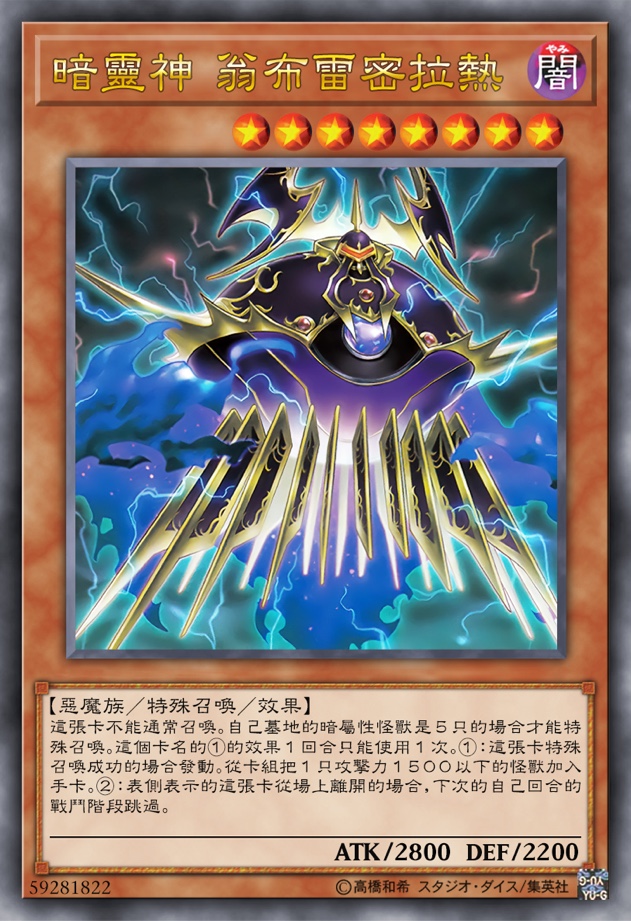 暗靈神 翁布雷密拉熱
やみ
闇
【惡魔族／特殊召喚／效果】
這張卡不能通常召喚。自己墓地的暗屬性怪獸是５只的場合才能特
殊召喚。這個卡名的①的效果１回合只能使用１次。①：這張卡特殊
召喚成功的場合發動。從卡組把１只攻擊力１５００以下的怪獸加入
手卡。②：表側表示的這張卡從場上離開的場合，下次的自己回合的
戰鬥階段跳過。
ATK/2800 DEF/2200
59281822
©高橋和希 スタジオ・ダイス/集英社
YU-G